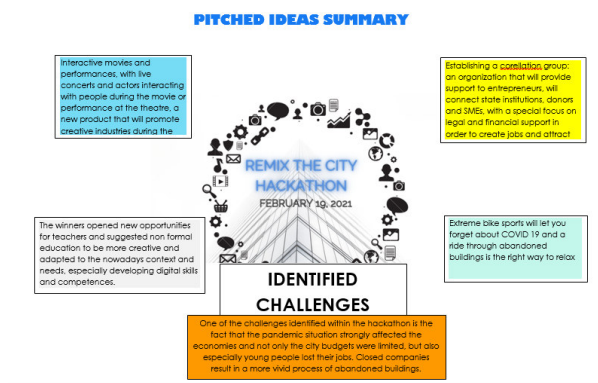 PITCHED IDEAS SUMMARY
Interactive movies and
performances, with live
concerts and actors interacting
with people during the movie or
performance at the theatre, a
new product that will promote
creative industries during the
Establishing a corellation group:
an organization that will provide
support to entrepreneurs, will
connect state institutions, donors
and SMEs, with a special focus on
legal and financial support in
order to create jobs and attract
REMIX THE CITY
HACKATHON
FEBRUARY 19, 2021
The winners opened new opportunities
for teachers and suggested non formal
education to be more creative and
adapted to the nowadays context and
needs, especially developing digital skills
and competences.
Extreme bike sports will let you
forget about COVID 19 and a
ride through abandoned
buildings is the right way to relax
IDENTIFIED
CHALLENGES
One of the challenges identified within the hackathon is the
fact that the pandemic situation strongly affected the
economies and not only the city budgets were limited, but also
especially young people lost their jobs. Closed companies
result in a more vivid process of abandoned buildings.